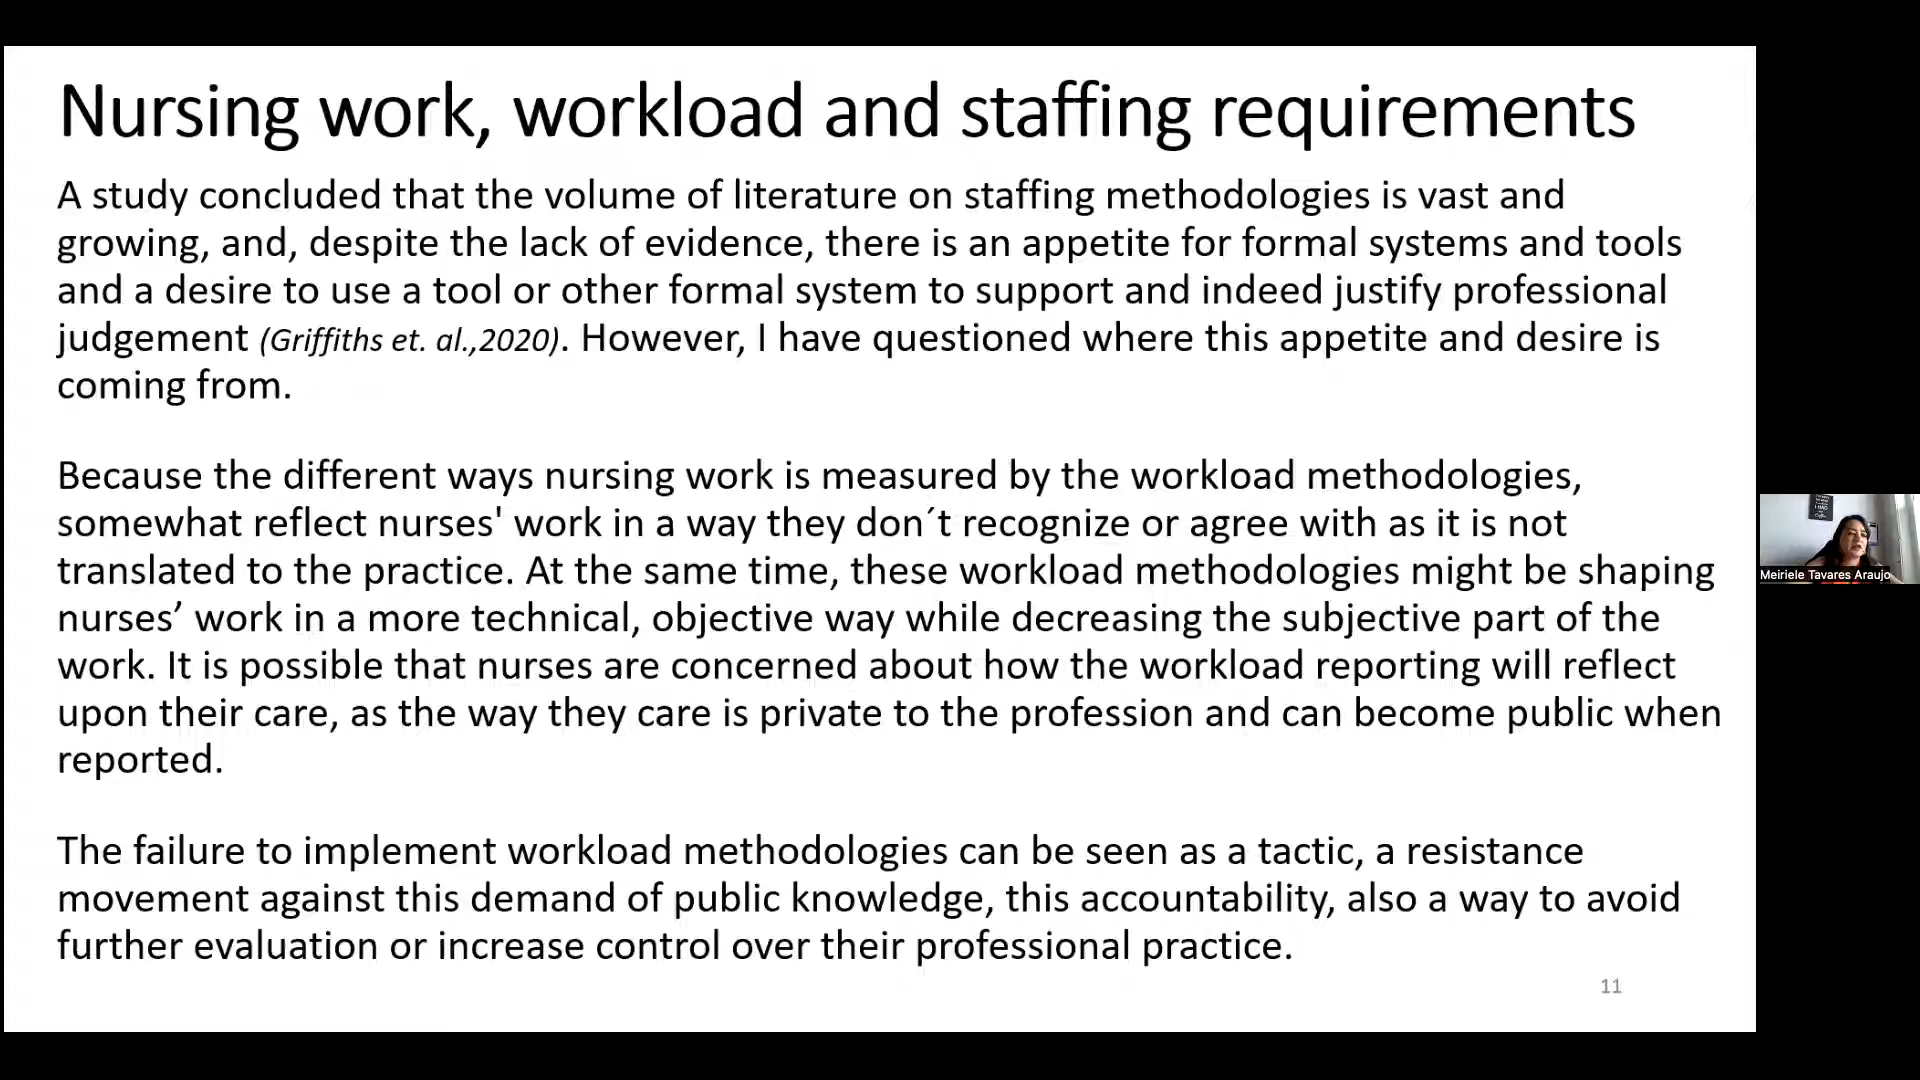 Nursing work, workload and staffing requirements
A study concluded that the volume of literature on staffing methodologies is vast and
growing, and, despite the lack of evidence, there is an appetite for formal systems and tools
and a desire to use a tool or other formal system to support and indeed justify professional
judgement (Griffiths et. al.,2020). However, I have questioned where this appetite and desire is
coming from.
Because the different ways nursing work is measured by the workload methodologies,
somewhat reflect nurses' work in a way they don´t recognize or agree with as it is not
translated to the practice. At the same time, these workload methodologies might be shaping
nurses’ work in a more technical, objective way while decreasing the subjective part of the
work. It is possible that nurses are concerned about how the workload reporting will reflect
upon their care, as the way they care is private to the profession and can become public when
reported.
The failure to implement workload methodologies can be seen as a tactic, a resistance
movement against this demand of public knowledge, this accountability, also a way to avoid
further evaluation or increase control over their professional practice.
11
Meiriele Tavares Araujo